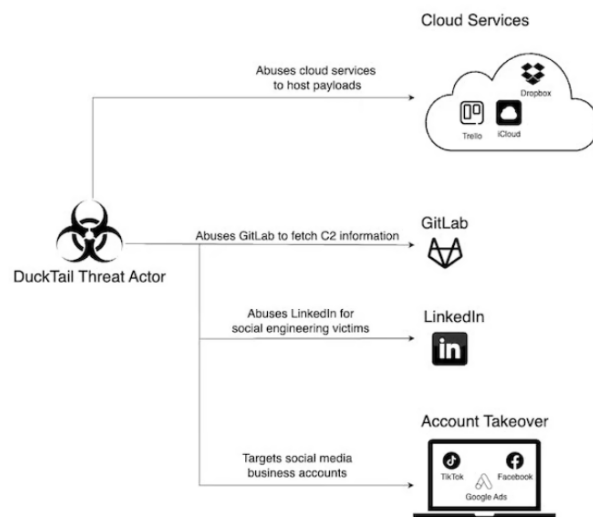 Cloud Services
Abuses cloud services
to host payloads
Dropbox
Trello
iCloud
DuckTail Threat Actor
Abuses GitLab to fetch C2 information
GitLab
Abuses LinkedIn for
social engineering victims
LinkedIn
in
Account Takeover
Targets social media
business accounts
TikTek
Facebook
Google Ads